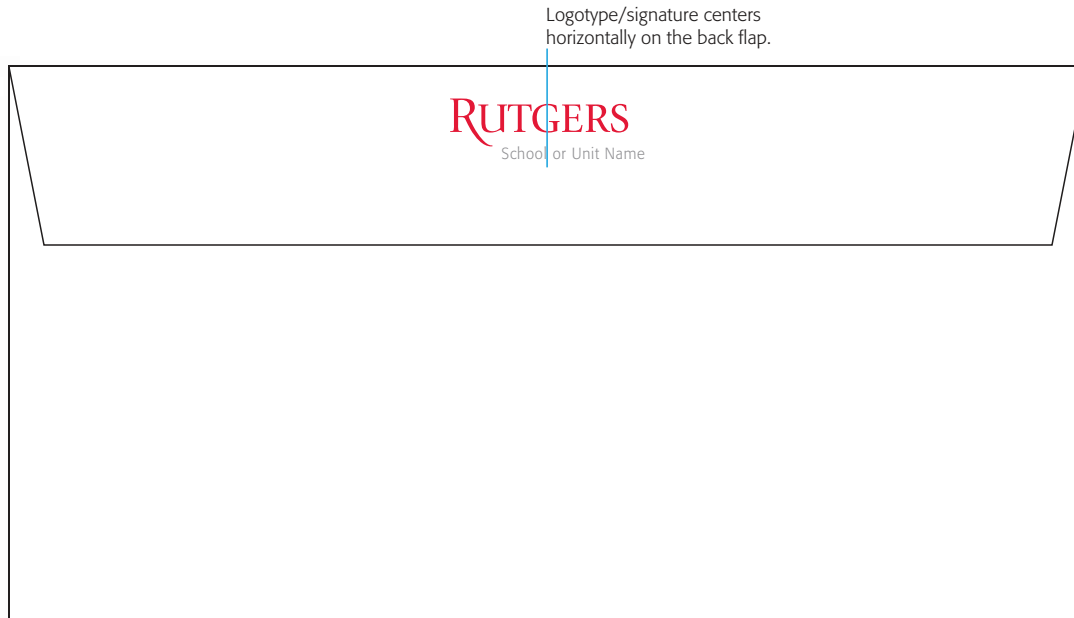 Logotype/signature centers
horizontally on the back flap.
RUTGERS
School or Unit Name